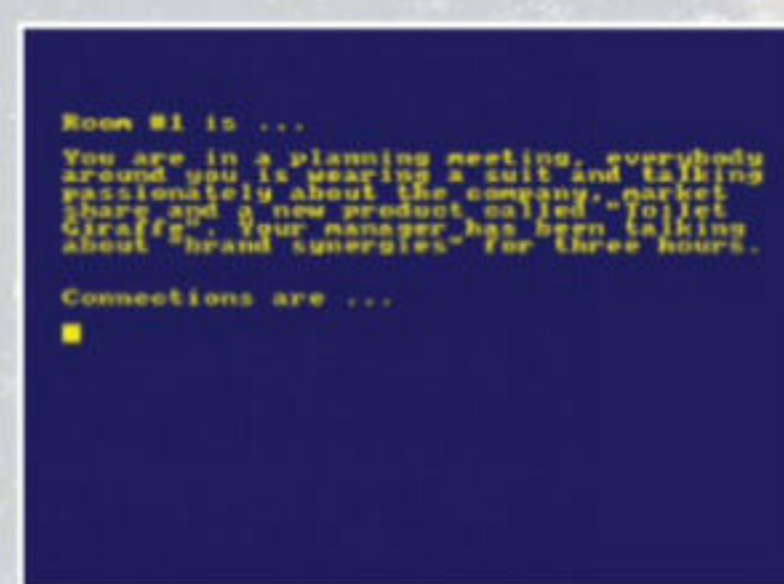 Room #1 is ...
You are in a planning meeting, everybody
around you is wearing a suit and talking
passionately about the company, market
share and a new product called "Toilet
Giraffe". Your manager has been talking
about "brand synergies" for three hours.
Connections are ...